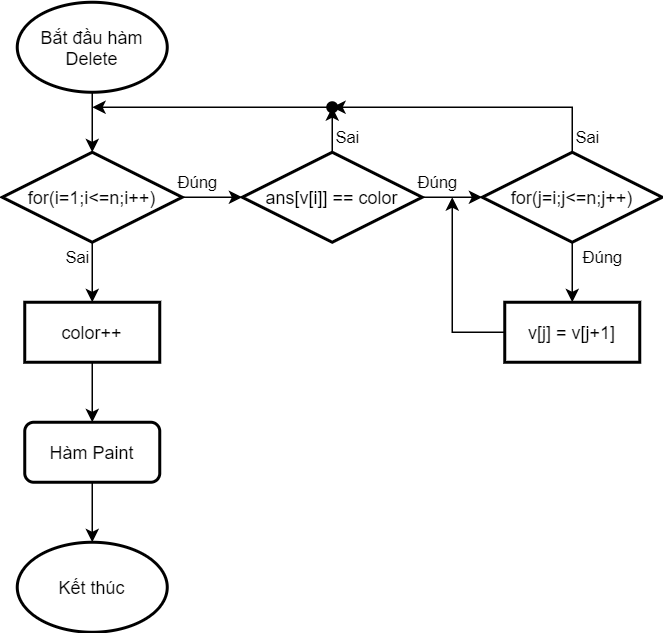 Bắt đầu hàm
Delete
Sai
Sai
Đúng
Đúng
for(i=1;i<=n;i++)
ans[v[i]] == color
for(j=i;j<=n;j++)
Sai
Đúng
color++
v[j] = v[j+1]
Hàm Paint
Kết thúc